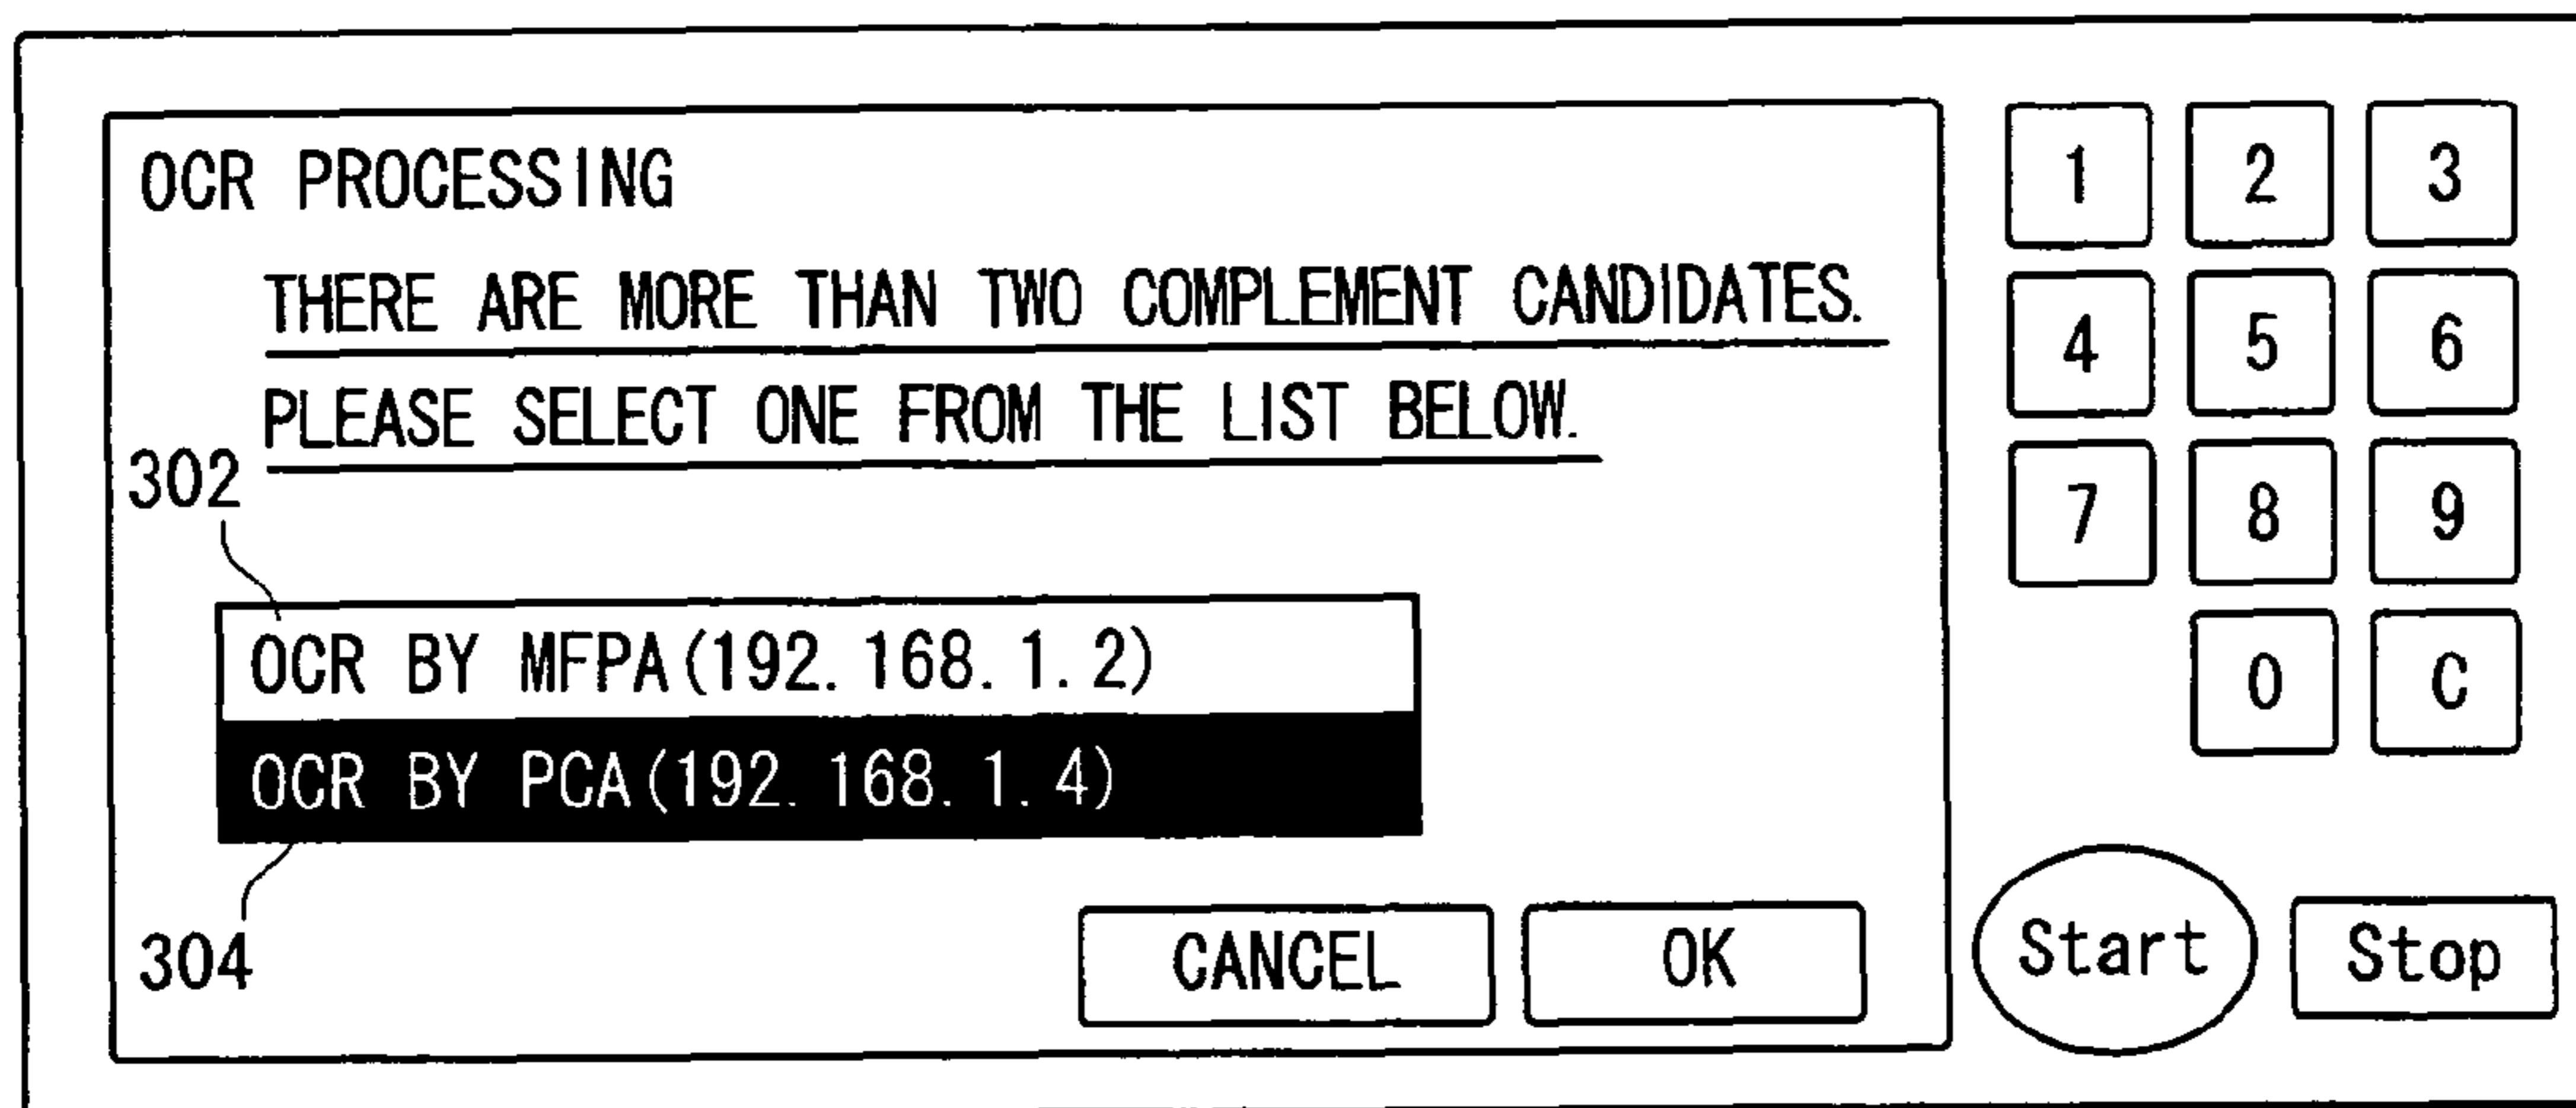 OCR PROCESSING
THERE ARE MORE THAN TWO COMPLEMENT CANDIDATES.
PLEASE SELECT ONE FROM THE LIST BELOW.
302
OCR BY MFPA(192.168.1.2)
OCR BY PCA(192.168.1.4)
304
CANCEL OK
1 2 3
4 5 6
7 8 9
0 C
Start Stop